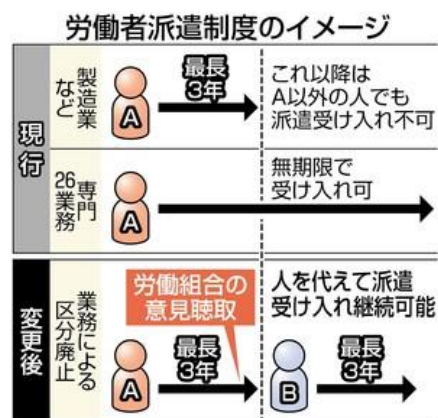 労働者派遣制度のイメージ
現行
製造業
など
A
最長
3年
これ以降は
A以外の人でも
派遣受け入れ不可
専門
26業務
A
無期限で
受け入れ可
変更後
業務による
区分廃止
A
最長
3年
労働組合の
意見聴取
人を代えて派遣
受け入れ継続可能
B
最長
3年